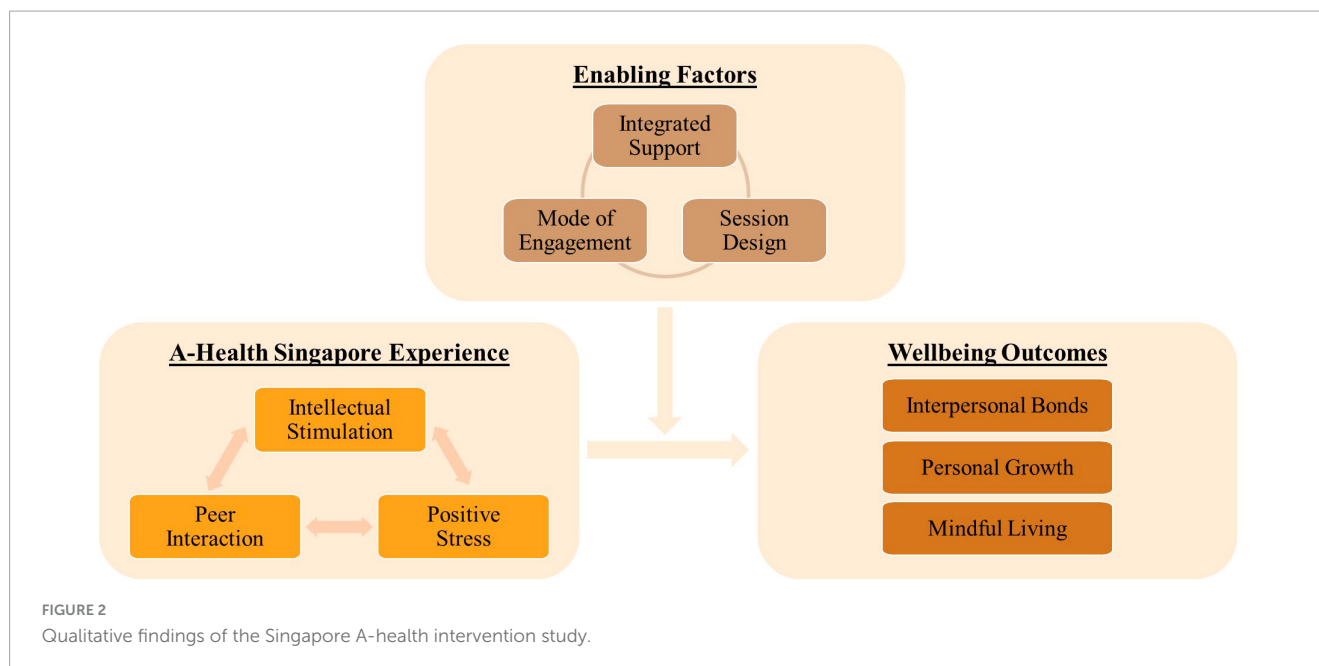 Enabling Factors
Integrated
Support
Mode of
Engagement
Session
Design
A-Health Singapore Experience
Intellectual
Stimulation
Peer
Interaction
Positive
Stress
Wellbeing Outcomes
Interpersonal Bonds
Personal Growth
Mindful Living
FIGURE 2
Qualitative findings of the Singapore A-health intervention study.